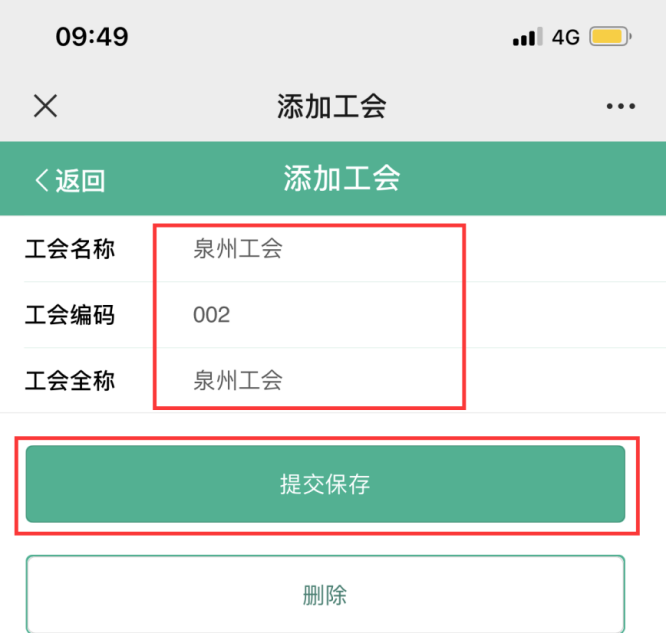 09:49 4G
添加工会
返回 添加工会
工会名称 泉州工会
工会编码 002
工会全称 泉州工会
提交保存
删除